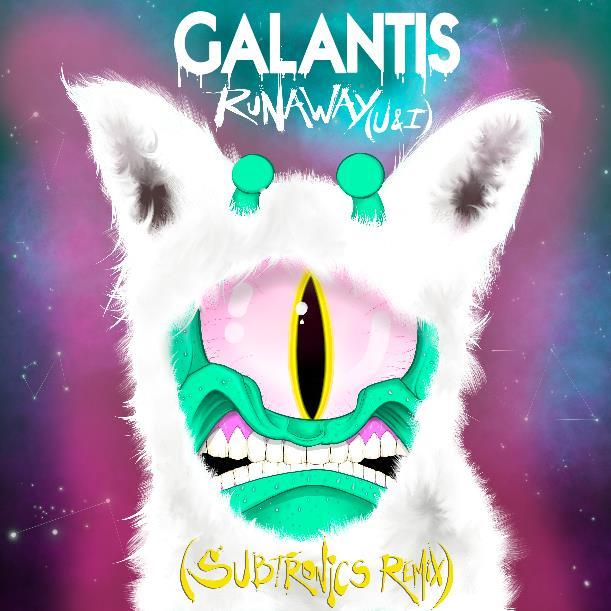 GALANTIS
RUNAWAY (U & I)
(SUBTRONICS REMIX)